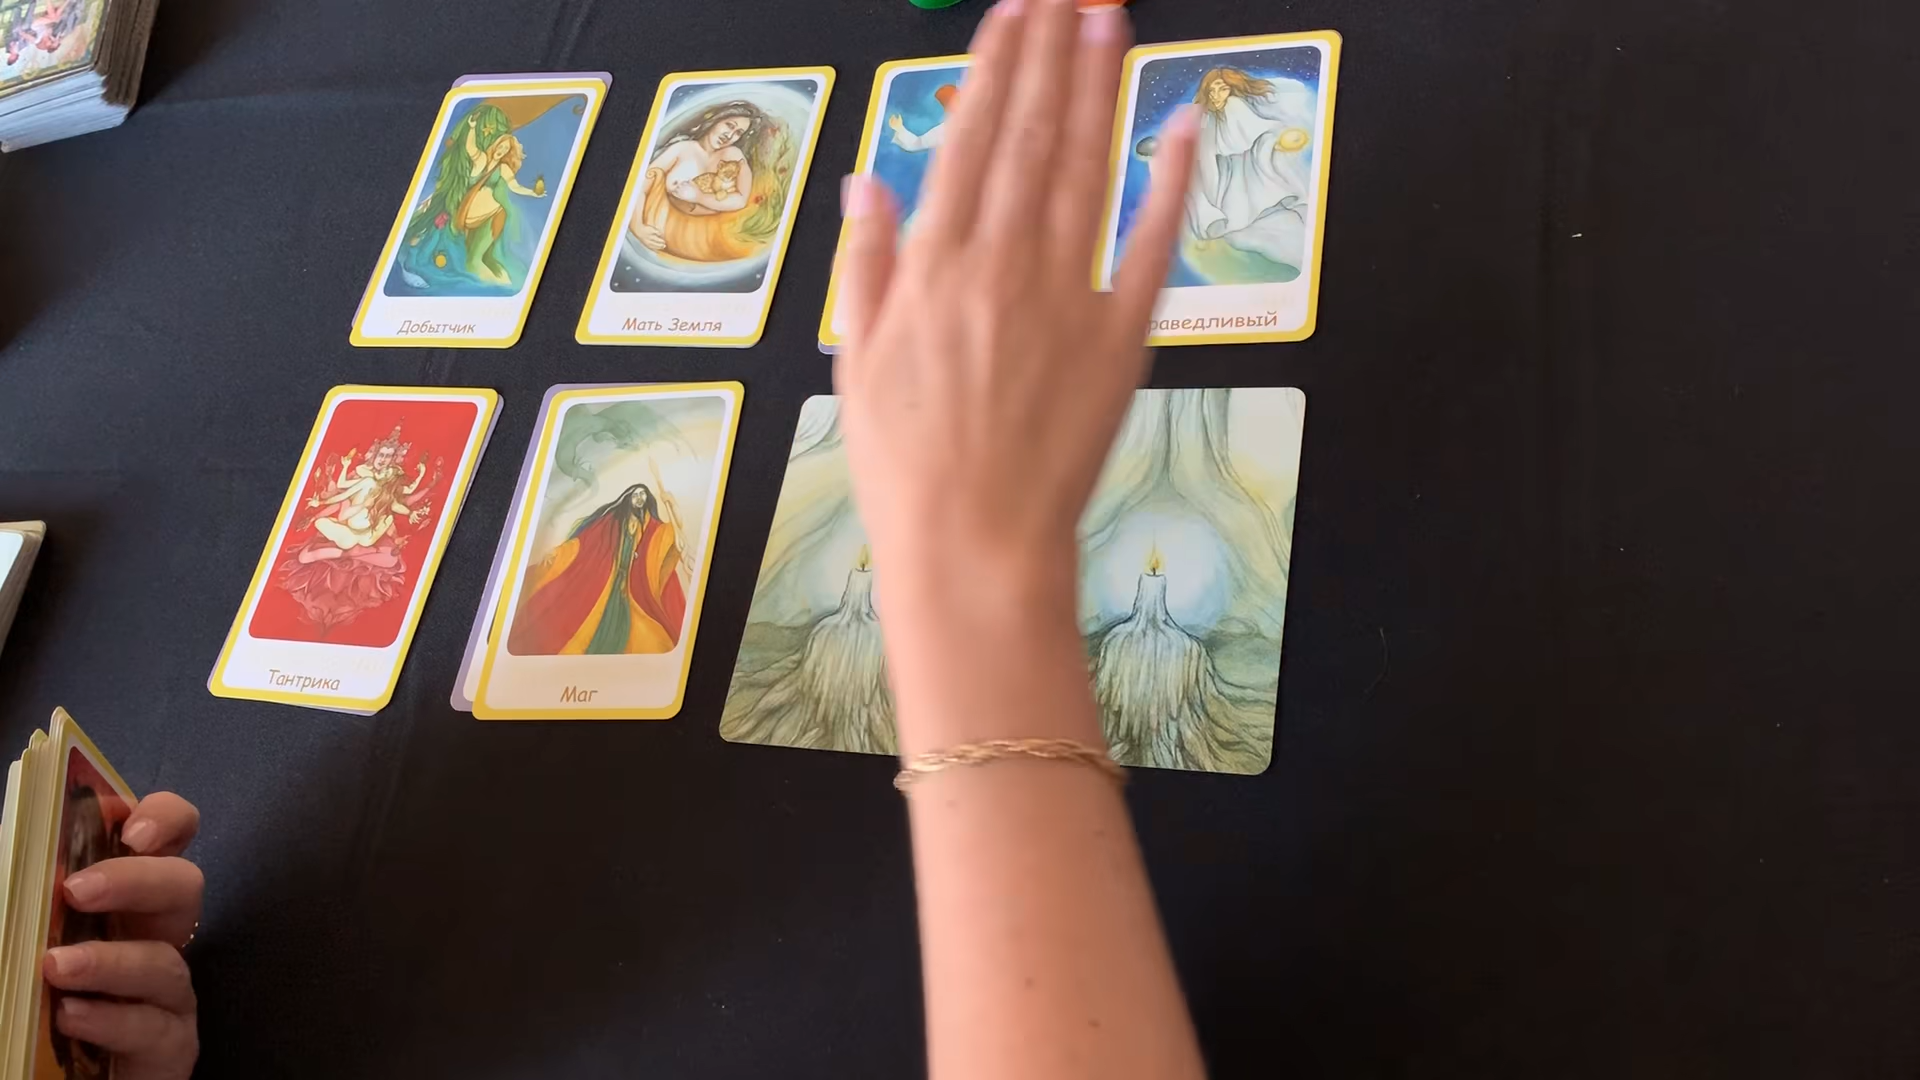 Добытчик
Мать Земля
раведливый
Тантрика
Маг